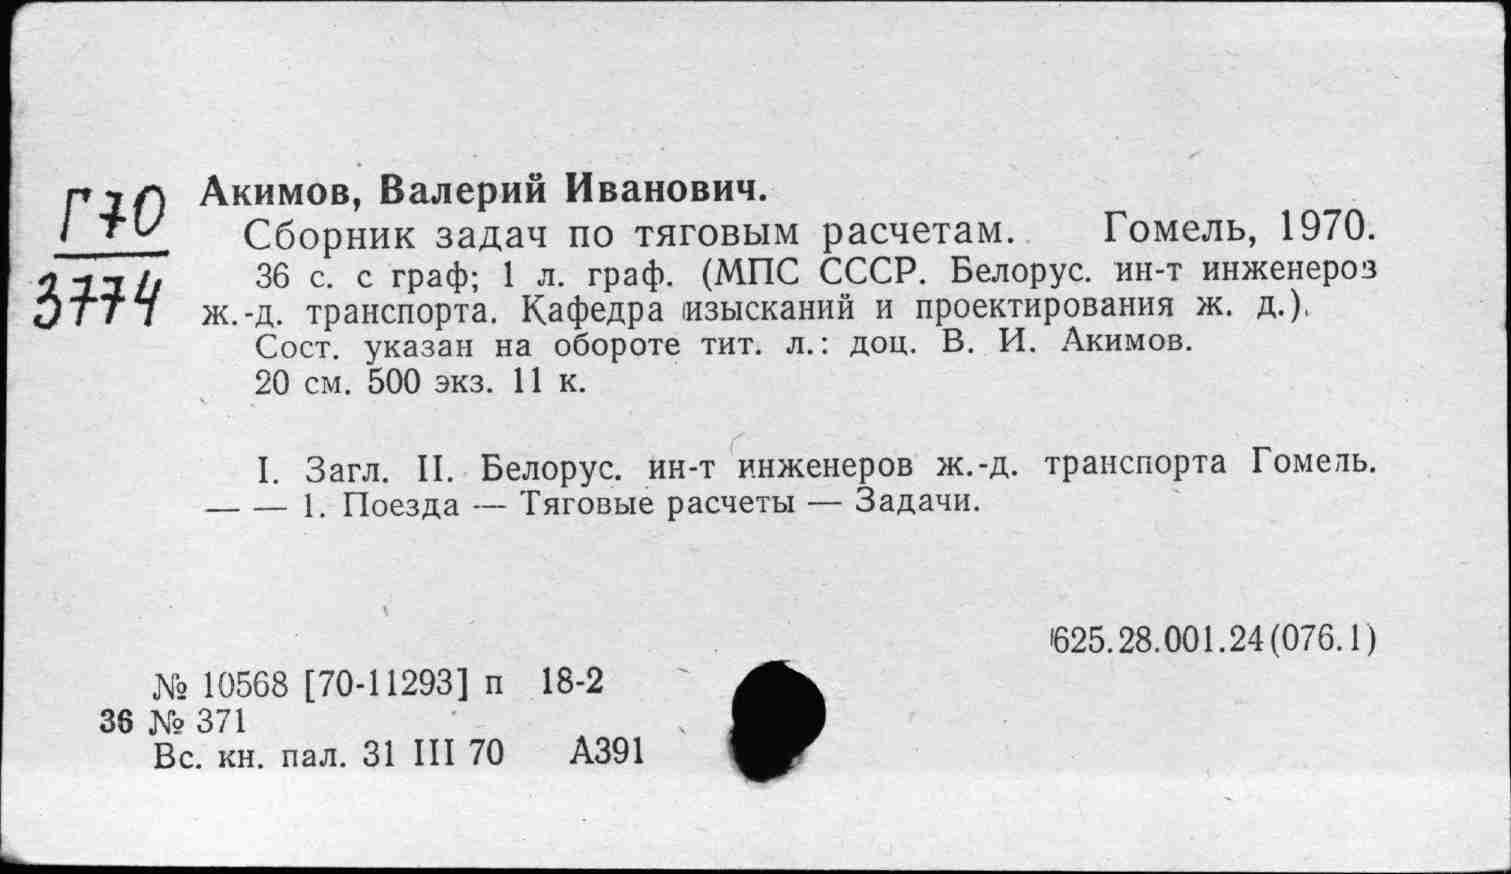 Г70
3774
Акимов, Валерий Иванович.
Сборник задач по тяговым расчетам. Гомель, 1970.
36 с. с граф; 1 л. граф. (МПС СССР. Белорус. ин-т инженеров
ж.-д. транспорта. Кафедра изысканий и проектирования ж. д.).
Сост. указан на обороте тит. л.: доц. В. И. Акимов.
20 см. 500 экз. 11 к.
I. Загл. II. Белорус. ин-т инженеров ж.-д. транспорта Гомель.
— — 1. Поезда — Тяговые расчеты — Задачи.
625.28.001.24(076.1)
№ 10568 [70-11293] п 18-2
36 № 371
Вс. кн. пал. 31 III 70 А391